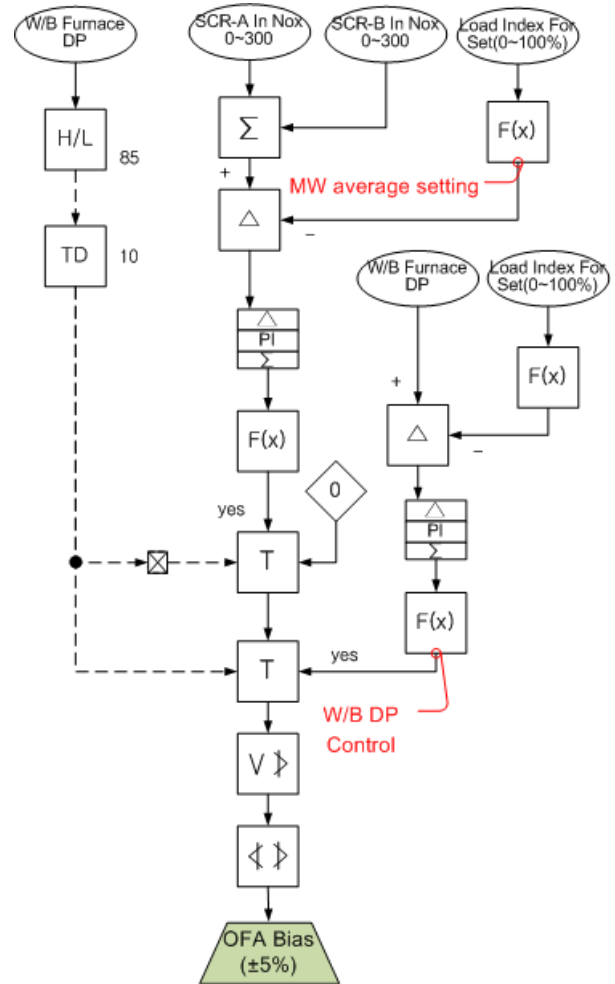 W/B Furnace
DP
SCR-A In Nox
0~300
SCR-B In Nox
0~300
Load Index For
Set(0~100%)
H/L
85
Σ
F(x)
+
MW average setting
TD
10
△
−
W/B Furnace
DP
Load Index For
Set(0~100%)
△
PI
Σ
F(x)
+
F(x)
△
−
yes
0
△
PI
Σ
T
F(x)
T
yes
W/B DP
Control
V
OFA Bias
(±5%)